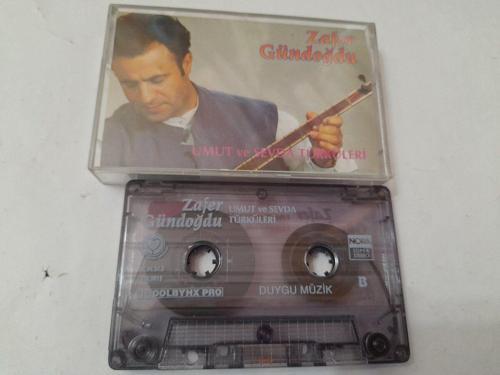 Zafer
Gündoğdu
UMUT ve SEVDA TÜRKÜLERİ
Zafer
Gündoğdu
UMUT ve SEVDA
TÜRKÜLERİ
DOLBY HX PRO
DUYGU MÜZİK
B